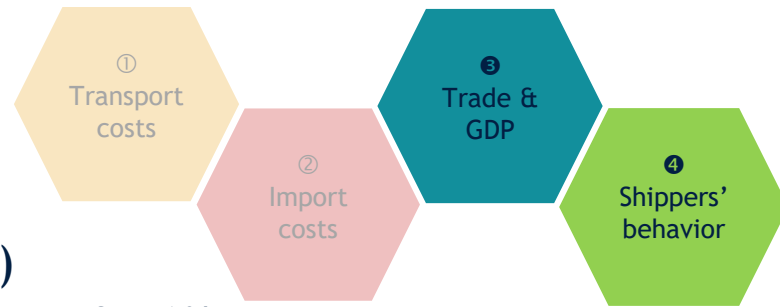 ①
Transport
costs
②
Import
costs
❸
Trade &
GDP
❹
Shippers’
behavior
)